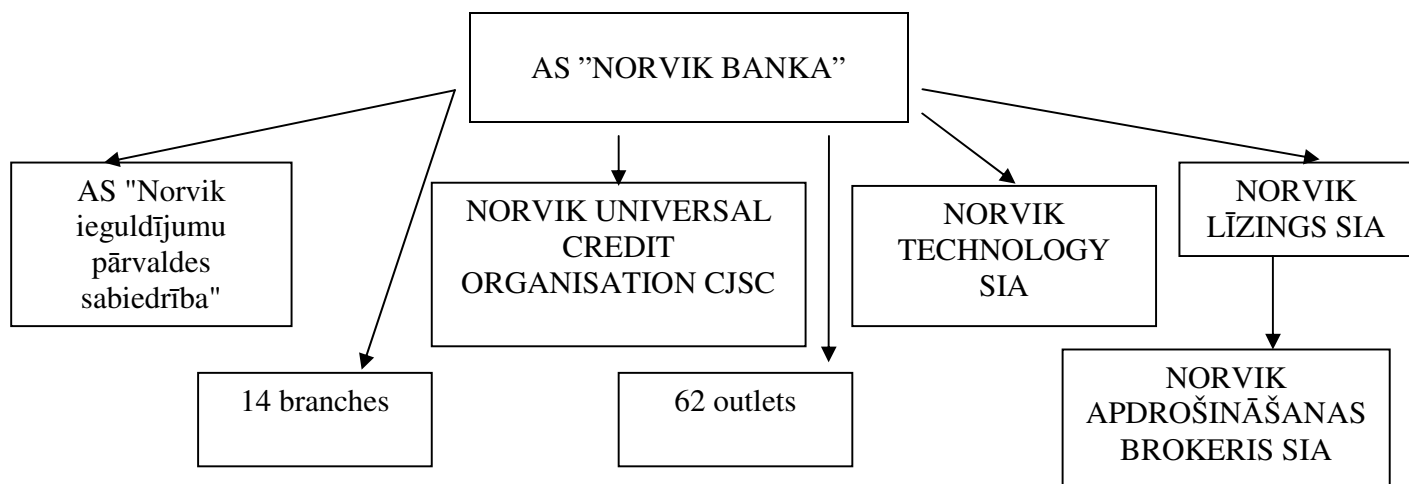 AS ”NORVIK BANKA”
AS "Norvik
ieguldījumu
pārvaldes
sabiedrība"
NORVIK UNIVERSAL
CREDIT
ORGANISATION CJSC
NORVIK
TECHNOLOGY
SIA
NORVIK
LĪZINGS SIA
14 branches
62 outlets
NORVIK
APDROŠINĀŠANAS
BROKERIS SIA